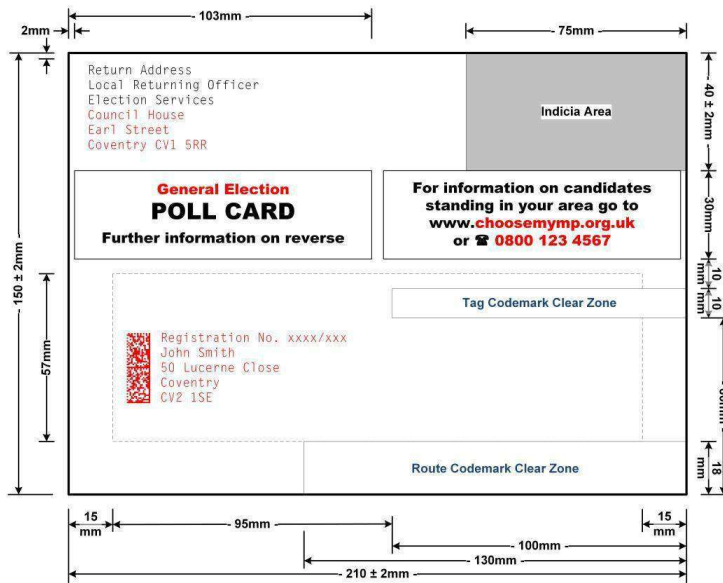 103mm
2mm
75mm
Return Address
Local Returning Officer
Election Services
Council House
Earl Street
Coventry CV1 5RR
Indicia Area
40 ± 2mm
General Election
POLL CARD
Further information on reverse
For information on candidates
standing in your area go to
www.choosemymp.org.uk
or ☎ 0800 123 4567
30mm
150 ± 2mm
10
mm
10
mm
Tag Codemark Clear Zone
57mm
Registration No. xxxx/xxx
John Smith
50 Lucerne Close
Coventry
CV2 1SE
Route Codemark Clear Zone
18
mm
15
mm
95mm
15
mm
100mm
130mm
210 ± 2mm